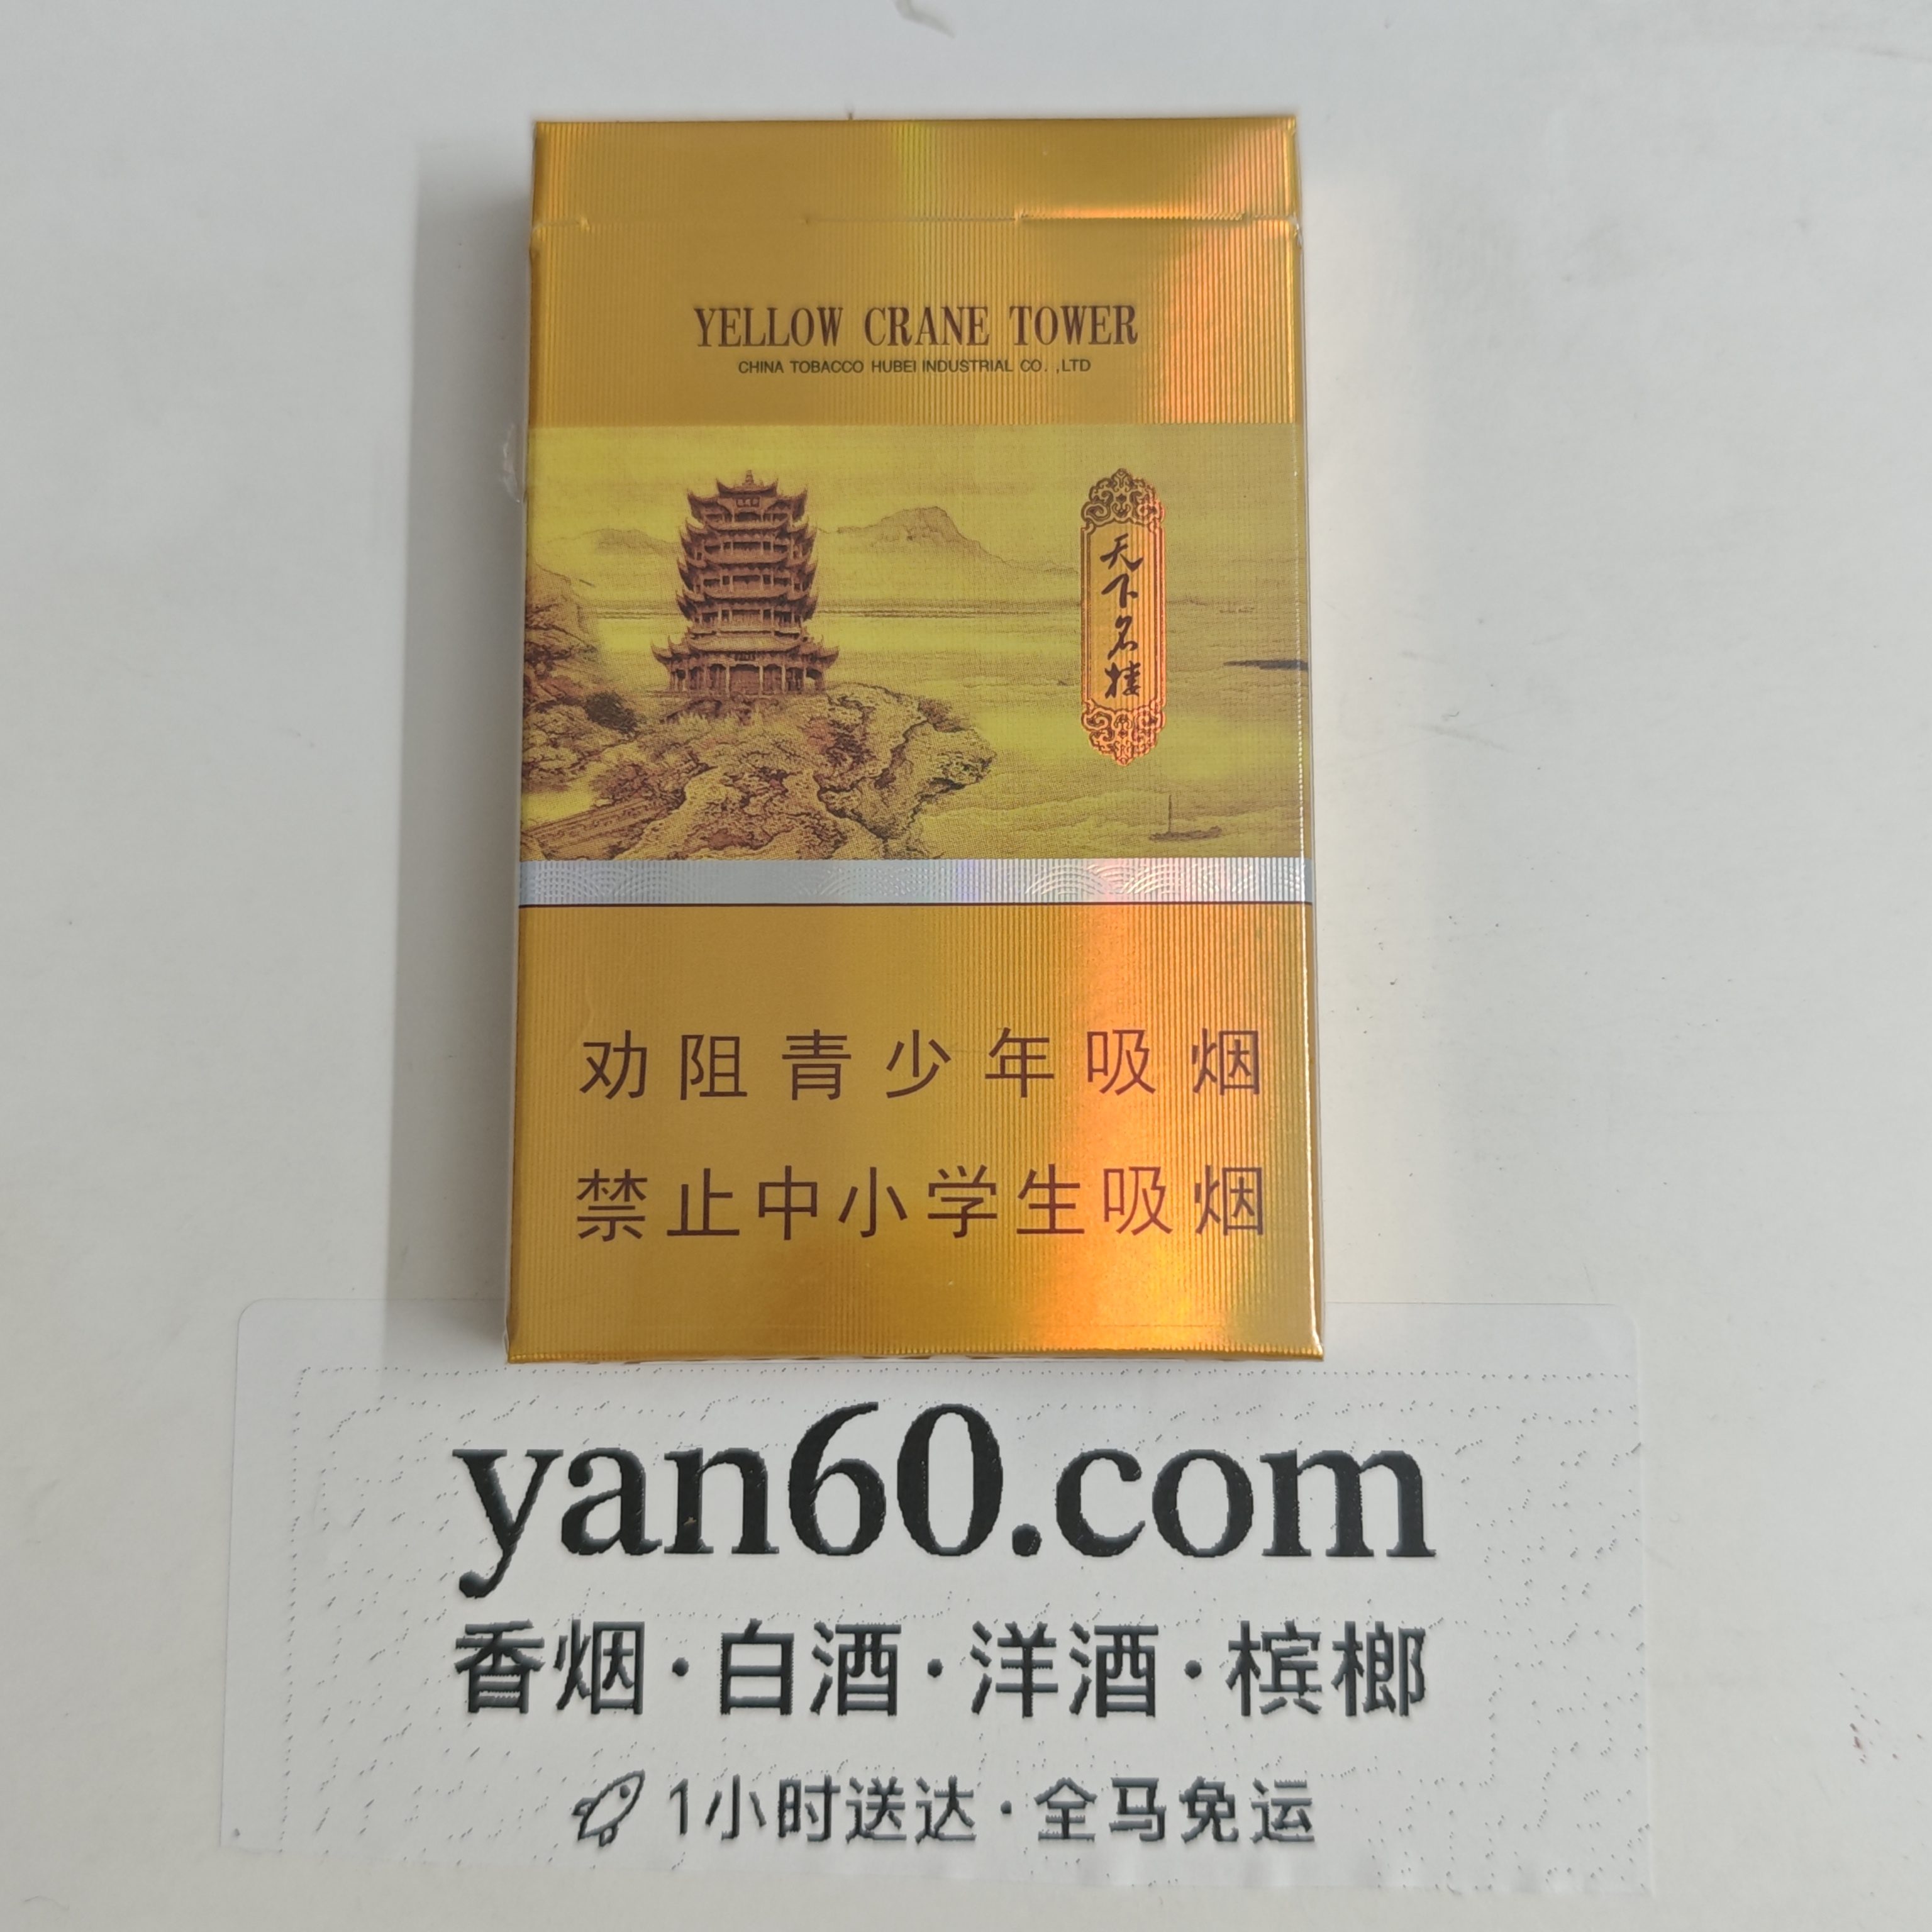 YELLOW CRANE TOWER
CHINA TOBACCO HUBEI INDUSTRIAL CO. ,LTD
天下名楼
劝阻青少年吸烟
禁止中小学生吸烟
yan60.com
香烟·白酒·洋酒·槟榔
1小时送达·全马免运